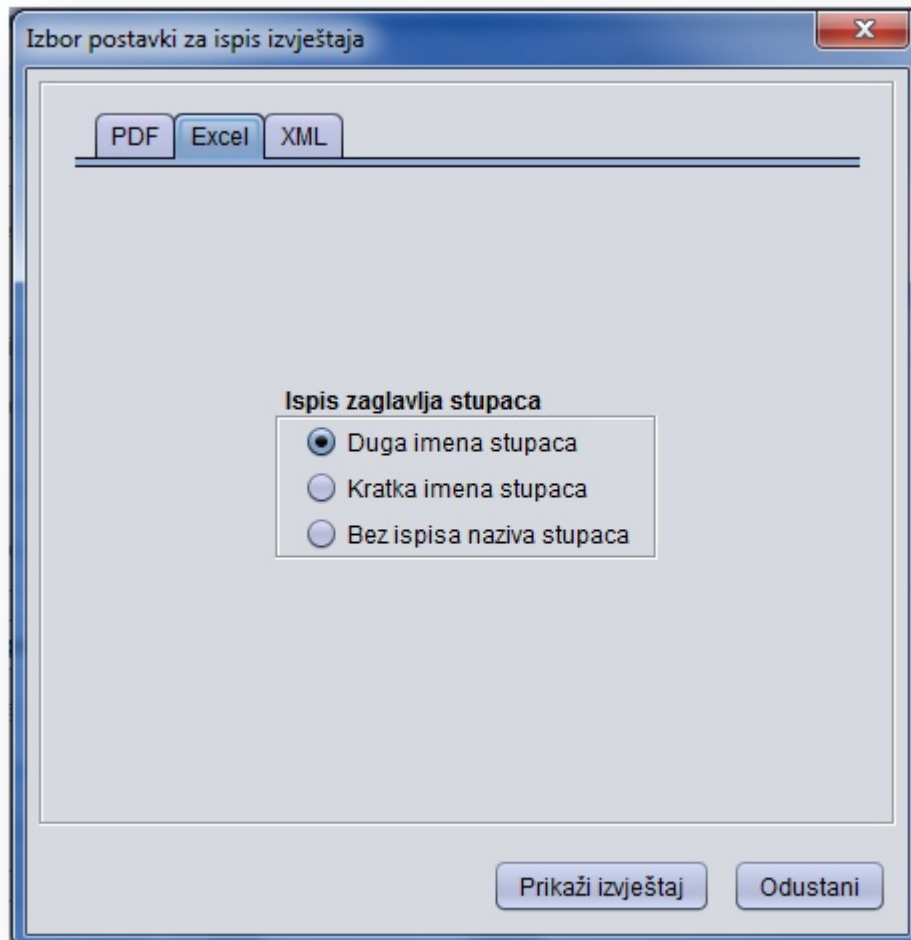 Izbor postavki za ispis izvještaja
PDF Excel XML
Ispis zaglavlja stupaca
Duga imena stupaca
Kratka imena stupaca
Bez ispisa naziva stupaca
Prikaži izvještaj Odustani